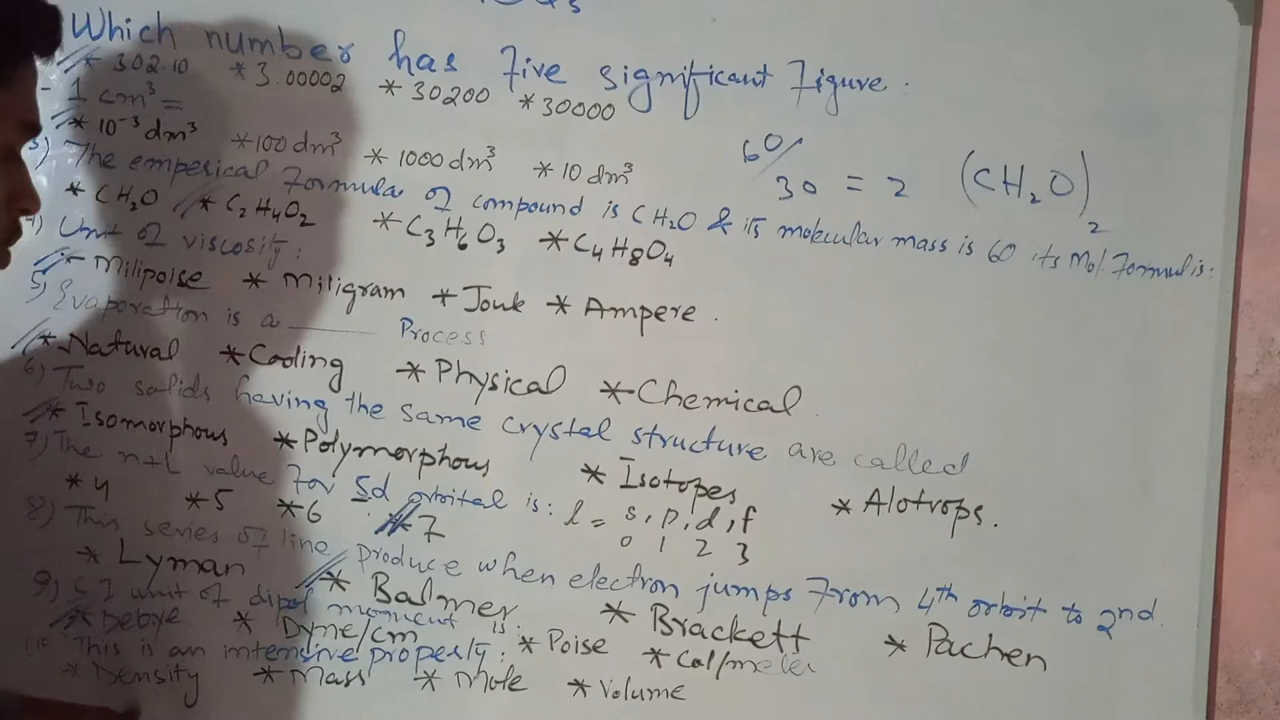 Which number has Five significant Figure.
* 302.10 * 3.00002 * 30200 * 30000
- 1 cm³ =
* 10⁻³ dm³ * 100 dm³ * 1000 dm³ * 10 dm³
60/30 = 2 (CH₂O)₂
3) The emperical Formula of compound is CH₂O & its molecular mass is 60 its Mol. Formul is:
* CH₂O * C₂H₄O₂ * C₃H₆O₃ * C₄H₈O₄
4) Unit of viscosity:
* Milipoise * Miligram * Joule * Ampere.
5) Evaporation is a ______ Process
* Natural * Cooling * Physical * Chemical.
6) Two solids having the same crystal structure are called
* Isomorphous * Polymorphous * Isotopes * Alotrops.
7) The n+l value for 5d orbital is: l = s, p, d, f
0 1 2 3
* 4 * 5 * 6 * 7
8) This series of line produce when electron jumps From 4th orbit to 2nd.
* Lyman * Balmer * Brackett * Pachen
9) S I unit of dipol moment is
* Debye * Dyne/cm * Poise * Cal/meter
10 This is an intensive property:
* Density * Mass * Mole * Volume